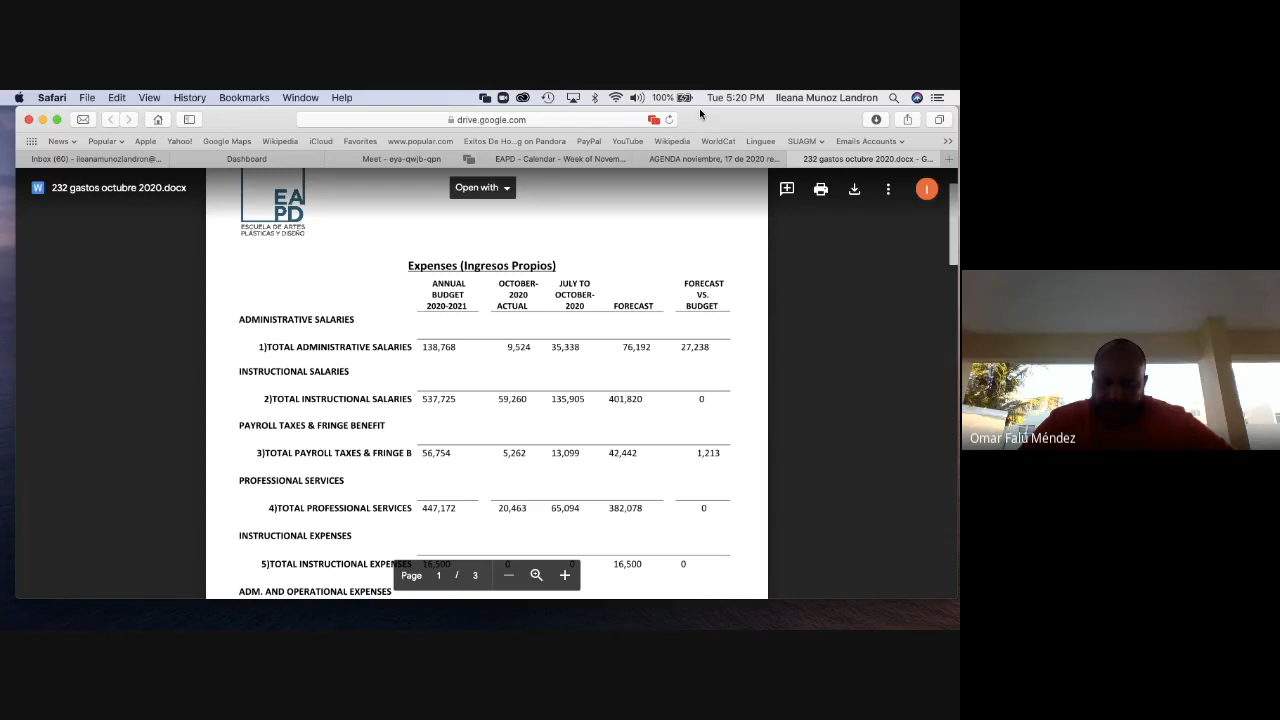 Safari File Edit View History Bookmarks Window Help 100% Tue 5:20 PM Ileana Munoz Landron
drive.google.com
News Popular Apple Yahoo! Google Maps Wikipedia iCloud Favorites www.popular.com Exitos De Ho...g on Pandora PayPal YouTube Wikipedia WorldCat Linguee SUAGM Emails Accounts
Inbox (60) - ileanamunozlandron@... Dashboard Meet - eya-qwjb-qpn EAPD - Calendar - Week of Novem... AGENDA noviembre, 17 de 2020 re... 232 gastos octubre 2020.docx - G...
W 232 gastos octubre 2020.docx Open with I
EA
PD
ESCUELA DE ARTES
PLÁSTICAS Y DISEÑO
Expenses (Ingresos Propios)
ANNUAL OCTOBER- JULY TO FORECAST
BUDGET 2020 OCTOBER- VS.
2020-2021 ACTUAL 2020 FORECAST BUDGET
ADMINISTRATIVE SALARIES
1)TOTAL ADMINISTRATIVE SALARIES 138,768 9,524 35,338 76,192 27,238
INSTRUCTIONAL SALARIES
2)TOTAL INSTRUCTIONAL SALARIES 537,725 59,260 135,905 401,820 0
PAYROLL TAXES & FRINGE BENEFIT
3)TOTAL PAYROLL TAXES & FRINGE B 56,754 5,262 13,099 42,442 1,213
PROFESSIONAL SERVICES
4)TOTAL PROFESSIONAL SERVICES 447,172 20,463 65,094 382,078 0
INSTRUCTIONAL EXPENSES
5)TOTAL INSTRUCTIONAL EXPENSES 16,500 0 0 16,500 0
Page 1 / 3
ADM. AND OPERATIONAL EXPENSES
Omar Falú Méndez